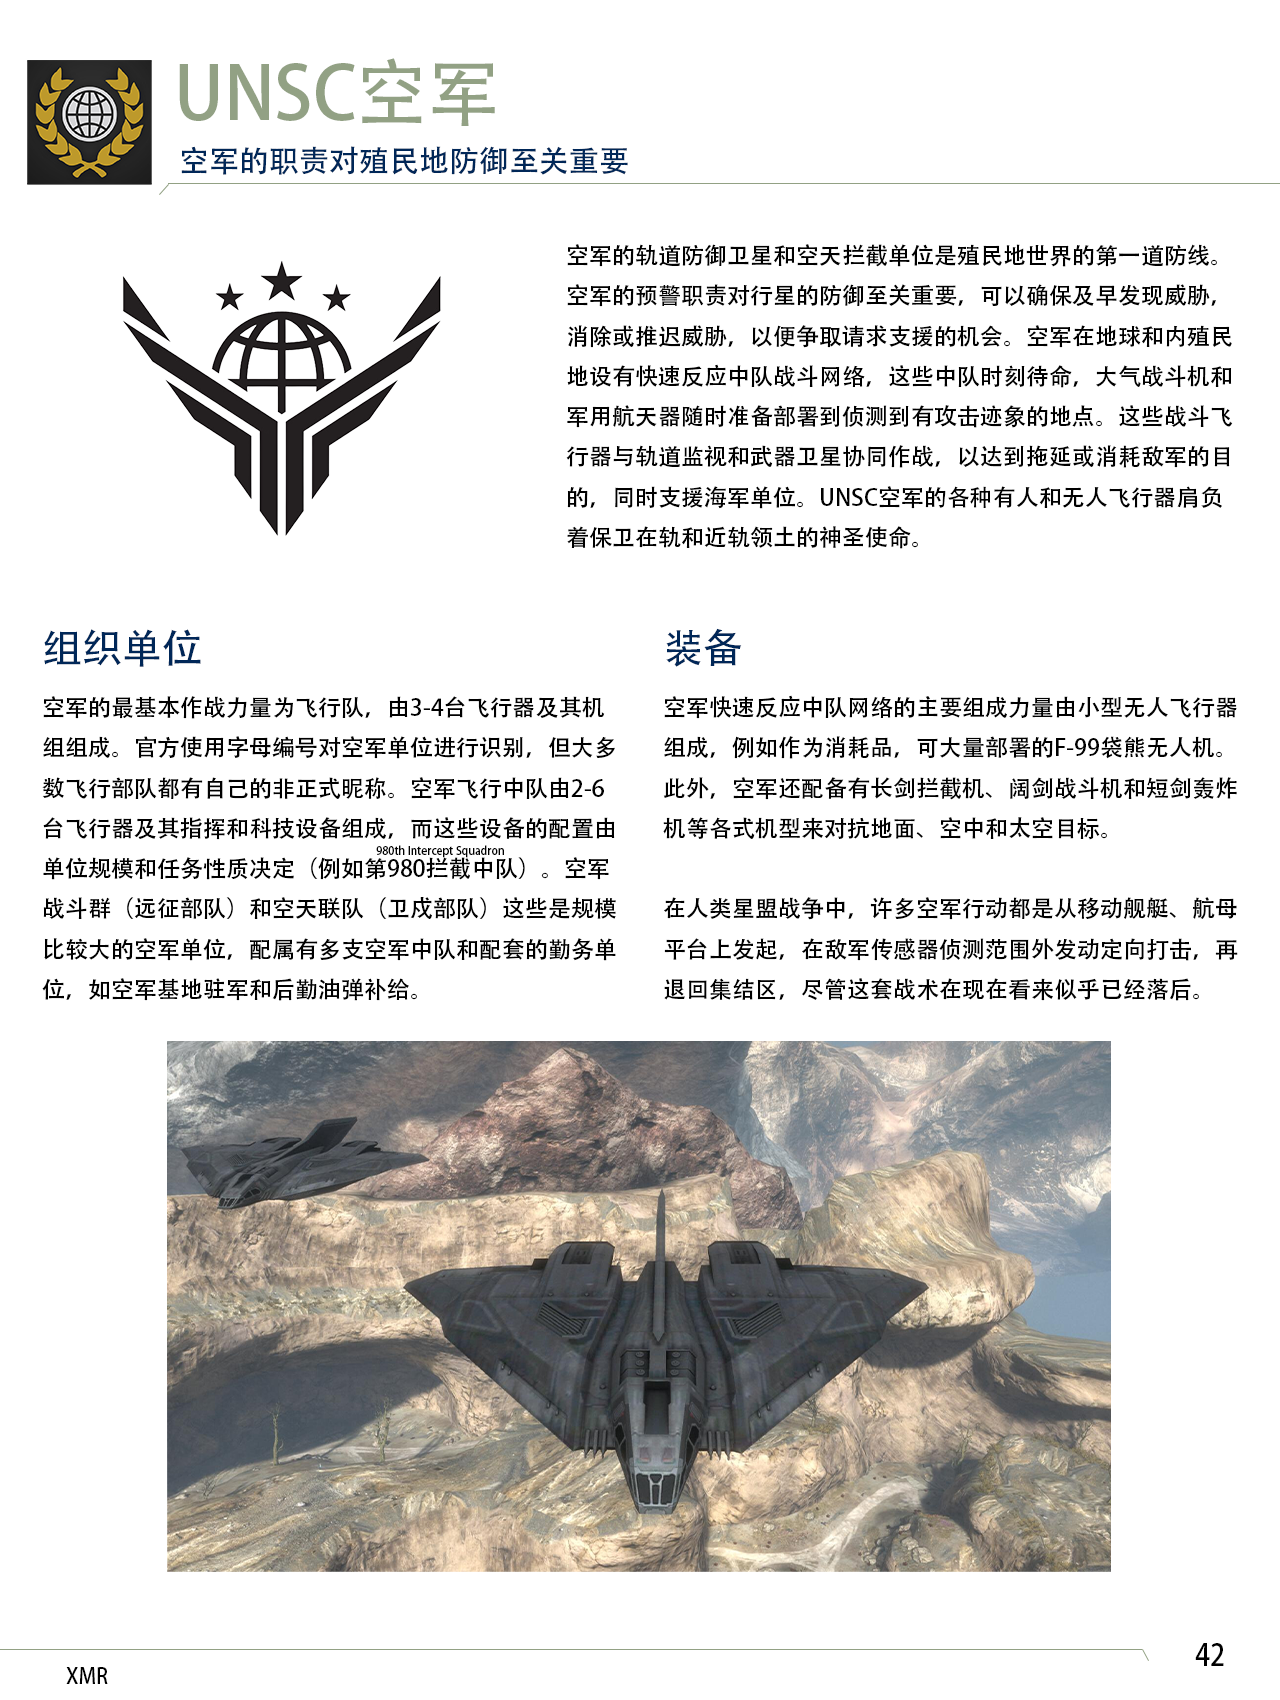 UNSC空军
空军的职责对殖民地防御至关重要
空军的轨道防御卫星和空天拦截单位是殖民地世界的第一道防线。
空军的预警职责对行星的防御至关重要，可以确保及早发现威胁，
消除或推迟威胁，以便争取请求支援的机会。空军在地球和内殖民
地设有快速反应中队战斗网络，这些中队时刻待命，大气战斗机和
军用航天器随时准备部署到侦测到有攻击迹象的地点。这些战斗飞
行器与轨道监视和武器卫星协同作战，以达到拖延或消耗敌军的目
的，同时支援海军单位。UNSC空军的各种有人和无人飞行器肩负
着保卫在轨和近轨领土的神圣使命。
组织单位
空军的最基本作战力量为飞行队，由3-4台飞行器及其机
组组成。官方使用字母编号对空军单位进行识别，但大多
数飞行部队都有自己的非正式昵称。空军飞行中队由2-6
台飞行器及其指挥和科技设备组成，而这些设备的配置由
980th Intercept Squadron
单位规模和任务性质决定（例如第980拦截中队）。空军
战斗群（远征部队）和空天联队（卫戍部队）这些是规模
比较大的空军单位，配属有多支空军中队和配套的勤务单
位，如空军基地驻军和后勤油弹补给。
装备
空军快速反应中队网络的主要组成力量由小型无人飞行器
组成，例如作为消耗品，可大量部署的F-99袋熊无人机。
此外，空军还配备有长剑拦截机、阔剑战斗机和短剑轰炸
机等各式机型来对抗地面、空中和太空目标。
在人类星盟战争中，许多空军行动都是从移动舰艇、航母
平台上发起，在敌军传感器侦测范围外发动定向打击，再
退回集结区，尽管这套战术在现在看来似乎已经落后。
42
XMR